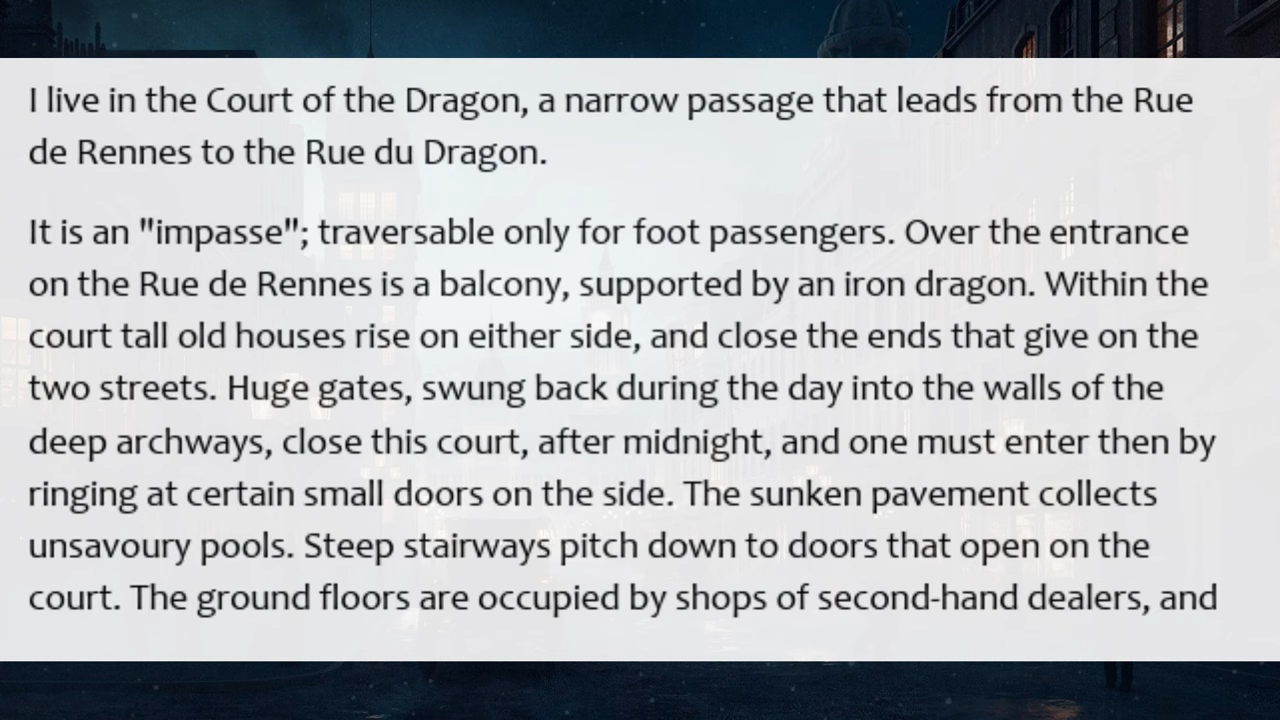 I live in the Court of the Dragon, a narrow passage that leads from the Rue
de Rennes to the Rue du Dragon.
It is an "impasse"; traversable only for foot passengers. Over the entrance
on the Rue de Rennes is a balcony, supported by an iron dragon. Within the
court tall old houses rise on either side, and close the ends that give on the
two streets. Huge gates, swung back during the day into the walls of the
deep archways, close this court, after midnight, and one must enter then by
ringing at certain small doors on the side. The sunken pavement collects
unsavoury pools. Steep stairways pitch down to doors that open on the
court. The ground floors are occupied by shops of second-hand dealers, and